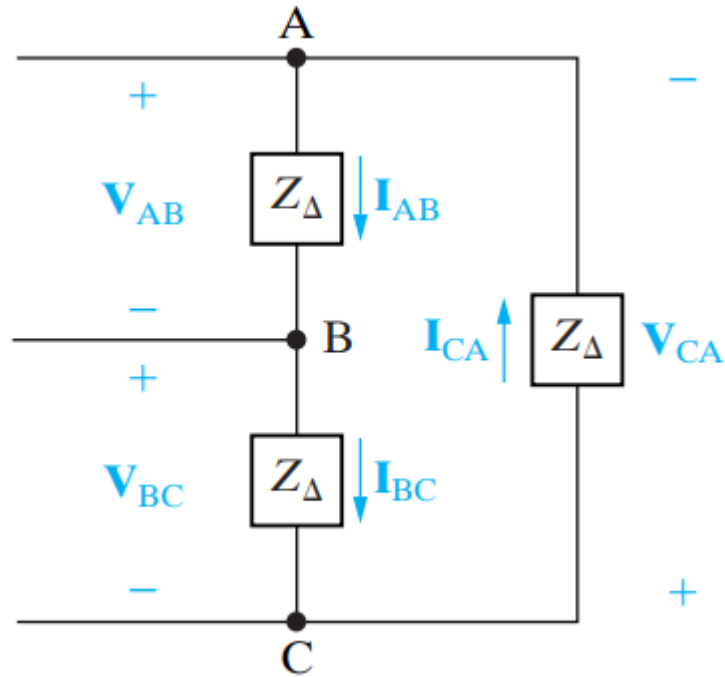 A
+ −
V_AB Z_Δ I_AB
−
B
I_CA Z_Δ V_CA
+
V_BC Z_Δ I_BC
− +
C